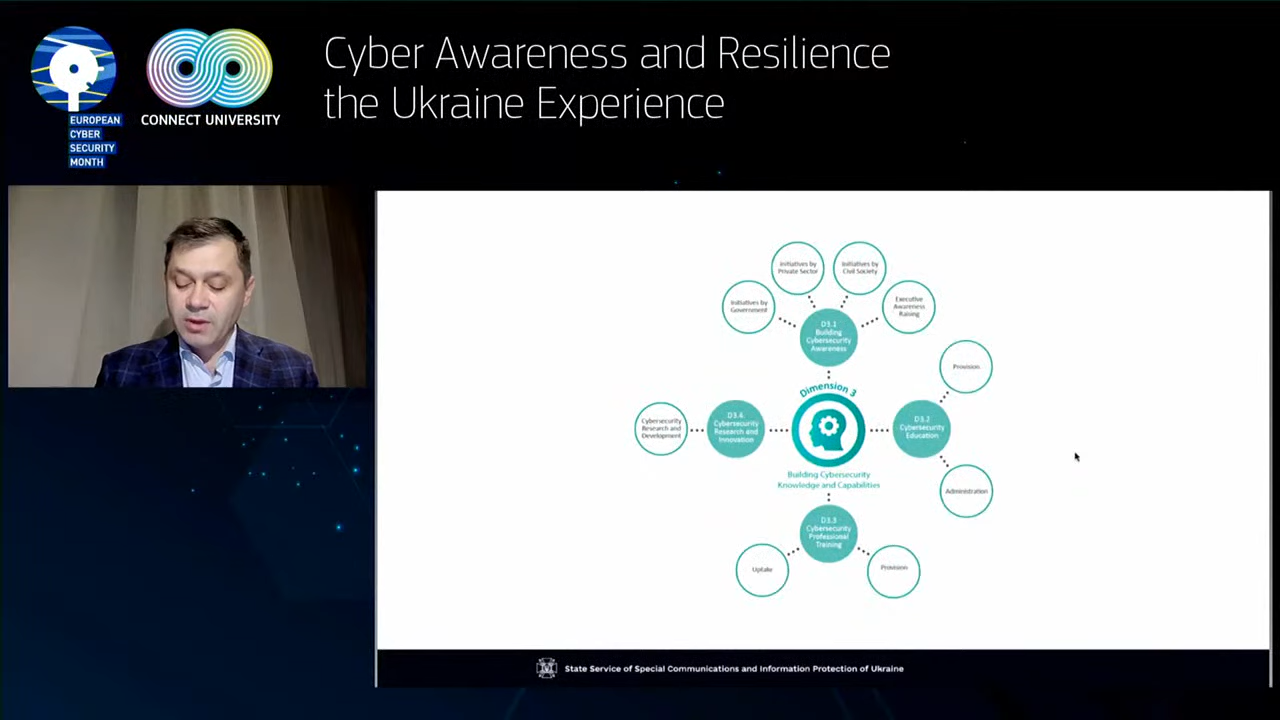 Cyber Awareness and Resilience
the Ukraine Experience
EUROPEAN
CYBER
SECURITY
MONTH
CONNECT UNIVERSITY
Initiatives by
Private Sector
Initiatives by
Civil Society
Initiatives by
Government
Executive
Awareness
Raising
D3.1
Building
Cybersecurity
Awareness
Provision
Dimension 3
Cybersecurity
Research and
Development
D3.4
Cybersecurity
Research and
Innovation
D3.2
Cybersecurity
Education
Building Cybersecurity
Knowledge and Capabilities
Administration
D3.3
Cybersecurity
Professional
Training
Uptake
Provision
State Service of Special Communications and Information Protection of Ukraine